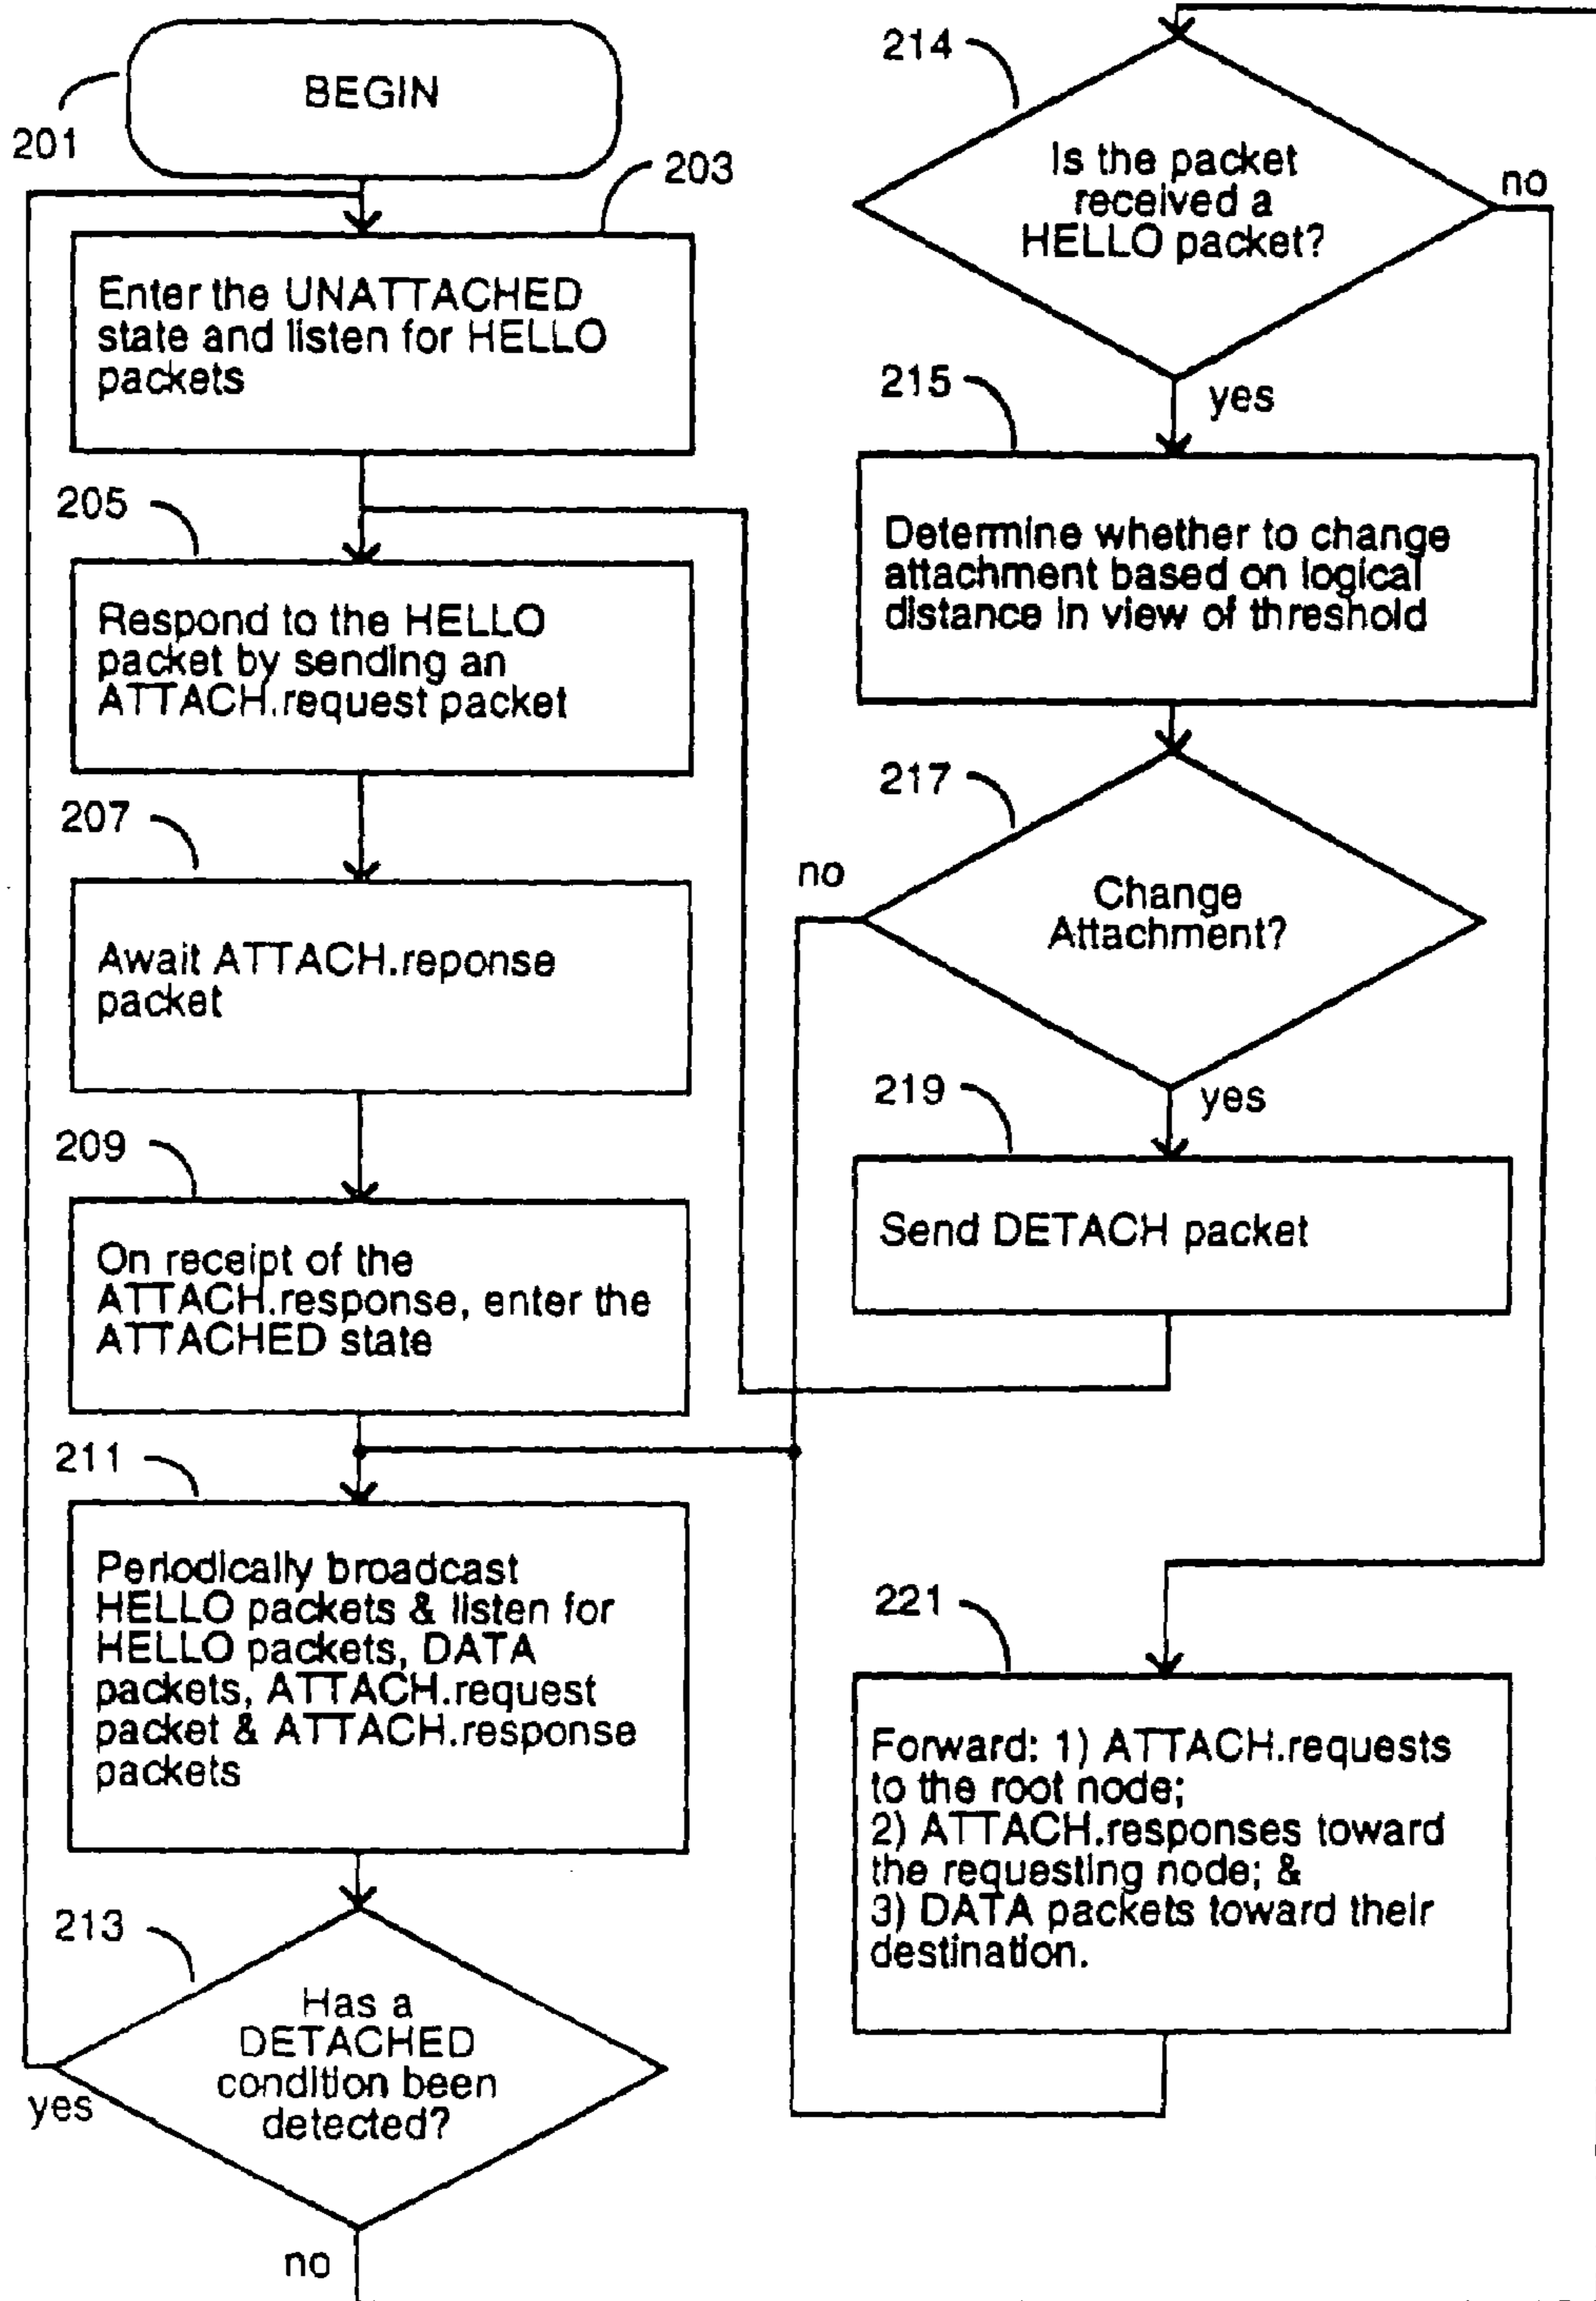 BEGIN
201
203
Enter the UNATTACHED
state and listen for HELLO
packets
205
Respond to the HELLO
packet by sending an
ATTACH.request packet
207
Await ATTACH.reponse
packet
209
On receipt of the
ATTACH.response, enter the
ATTACHED state
211
Periodically broadcast
HELLO packets & listen for
HELLO packets, DATA
packets, ATTACH.request
packet & ATTACH.response
packets
213
Has a
DETACHED
condition been
detected?
yes
no
214
Is the packet
received a
HELLO packet?
no
yes
215
Determine whether to change
attachment based on logical
distance in view of threshold
217
no
Change
Attachment?
yes
219
Send DETACH packet
221
Forward: 1) ATTACH.requests
to the root node;
2) ATTACH.responses toward
the requesting node; &
3) DATA packets toward their
destination.